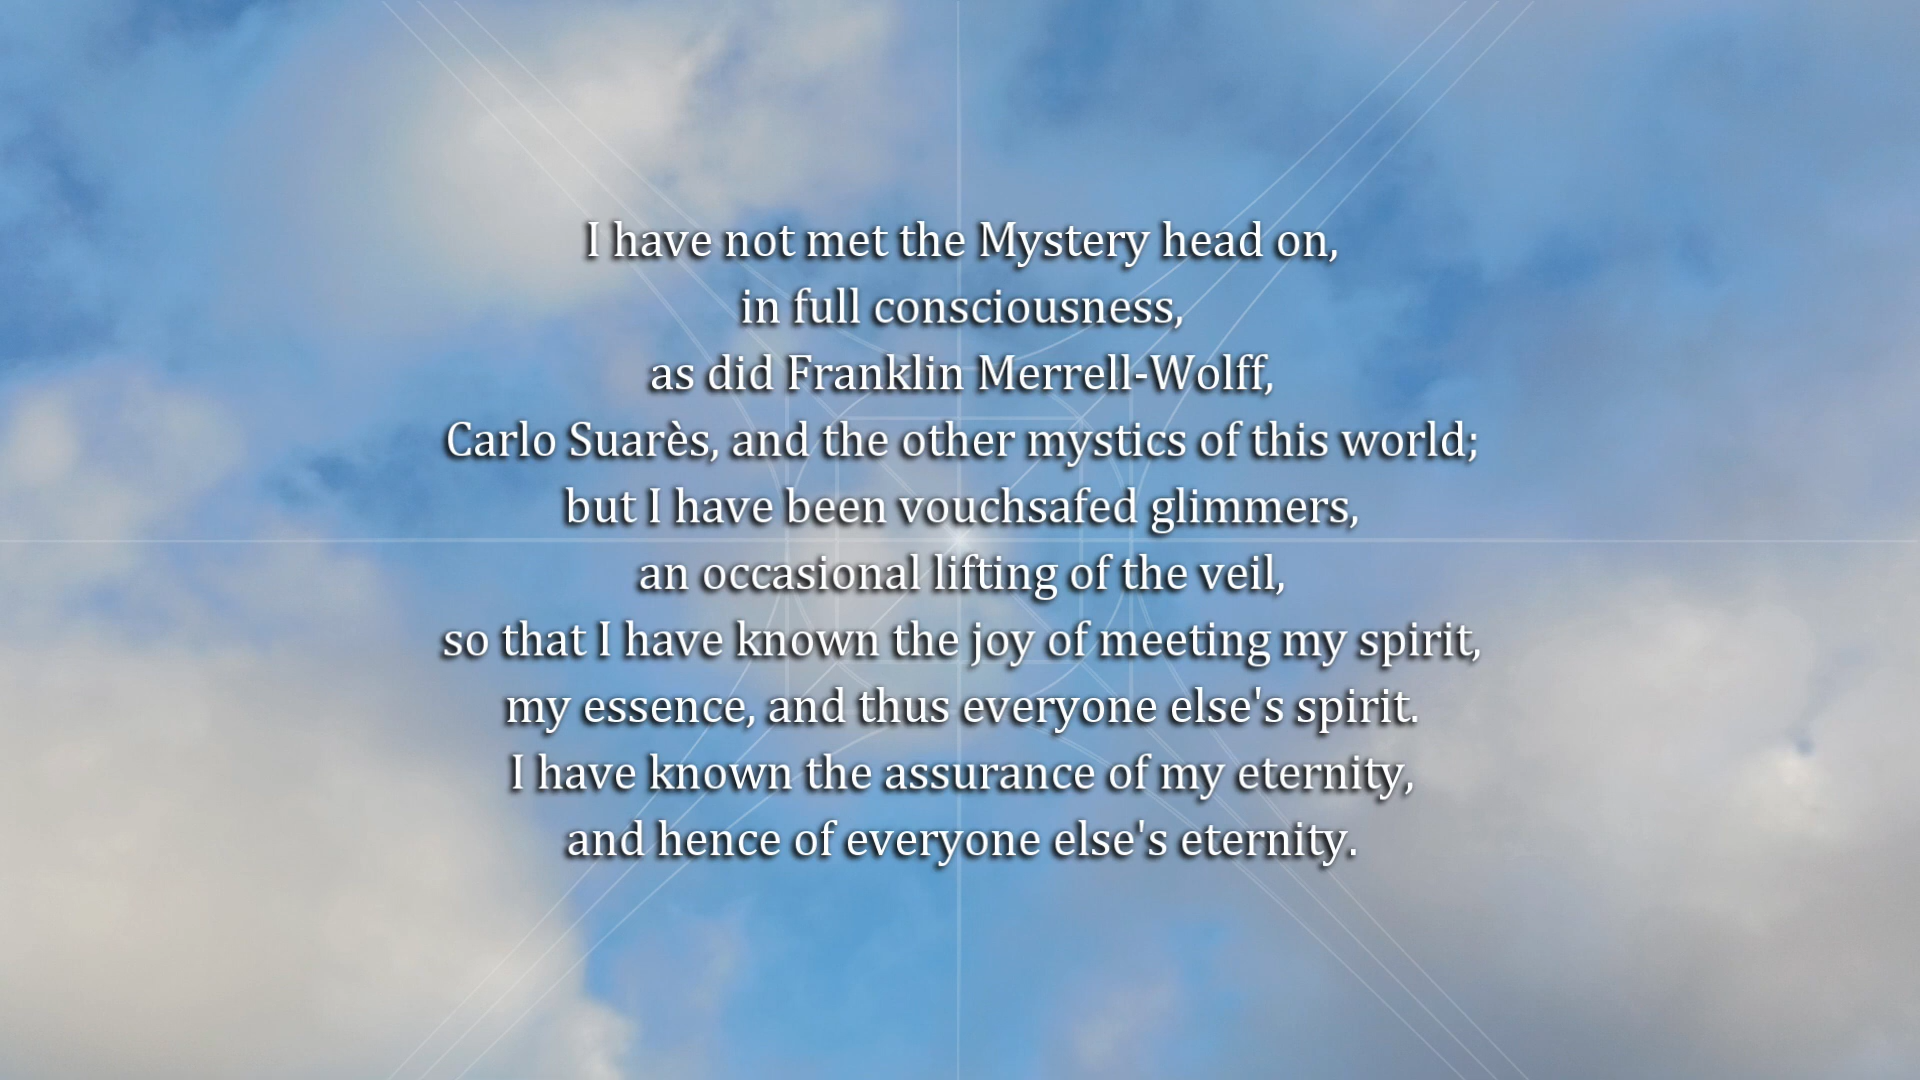 I have not met the Mystery head on,
in full consciousness,
as did Franklin Merrell-Wolff,
Carlo Suarès, and the other mystics of this world;
but I have been vouchsafed glimmers,
an occasional lifting of the veil,
so that I have known the joy of meeting my spirit,
my essence, and thus everyone else's spirit.
I have known the assurance of my eternity,
and hence of everyone else's eternity.